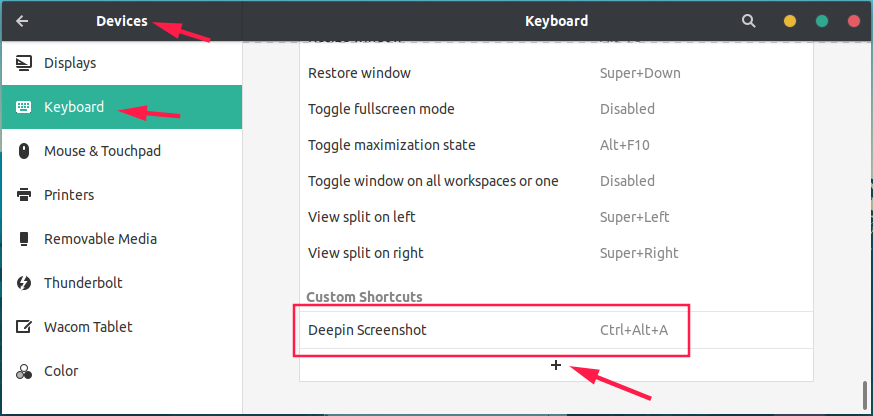 Devices
Keyboard
Displays
Keyboard
Mouse & Touchpad
Printers
Removable Media
Thunderbolt
Wacom Tablet
Color
Restore window Super+Down
Toggle fullscreen mode Disabled
Toggle maximization state Alt+F10
Toggle window on all workspaces or one Disabled
View split on left Super+Left
View split on right Super+Right
Custom Shortcuts
Deepin Screenshot Ctrl+Alt+A
+